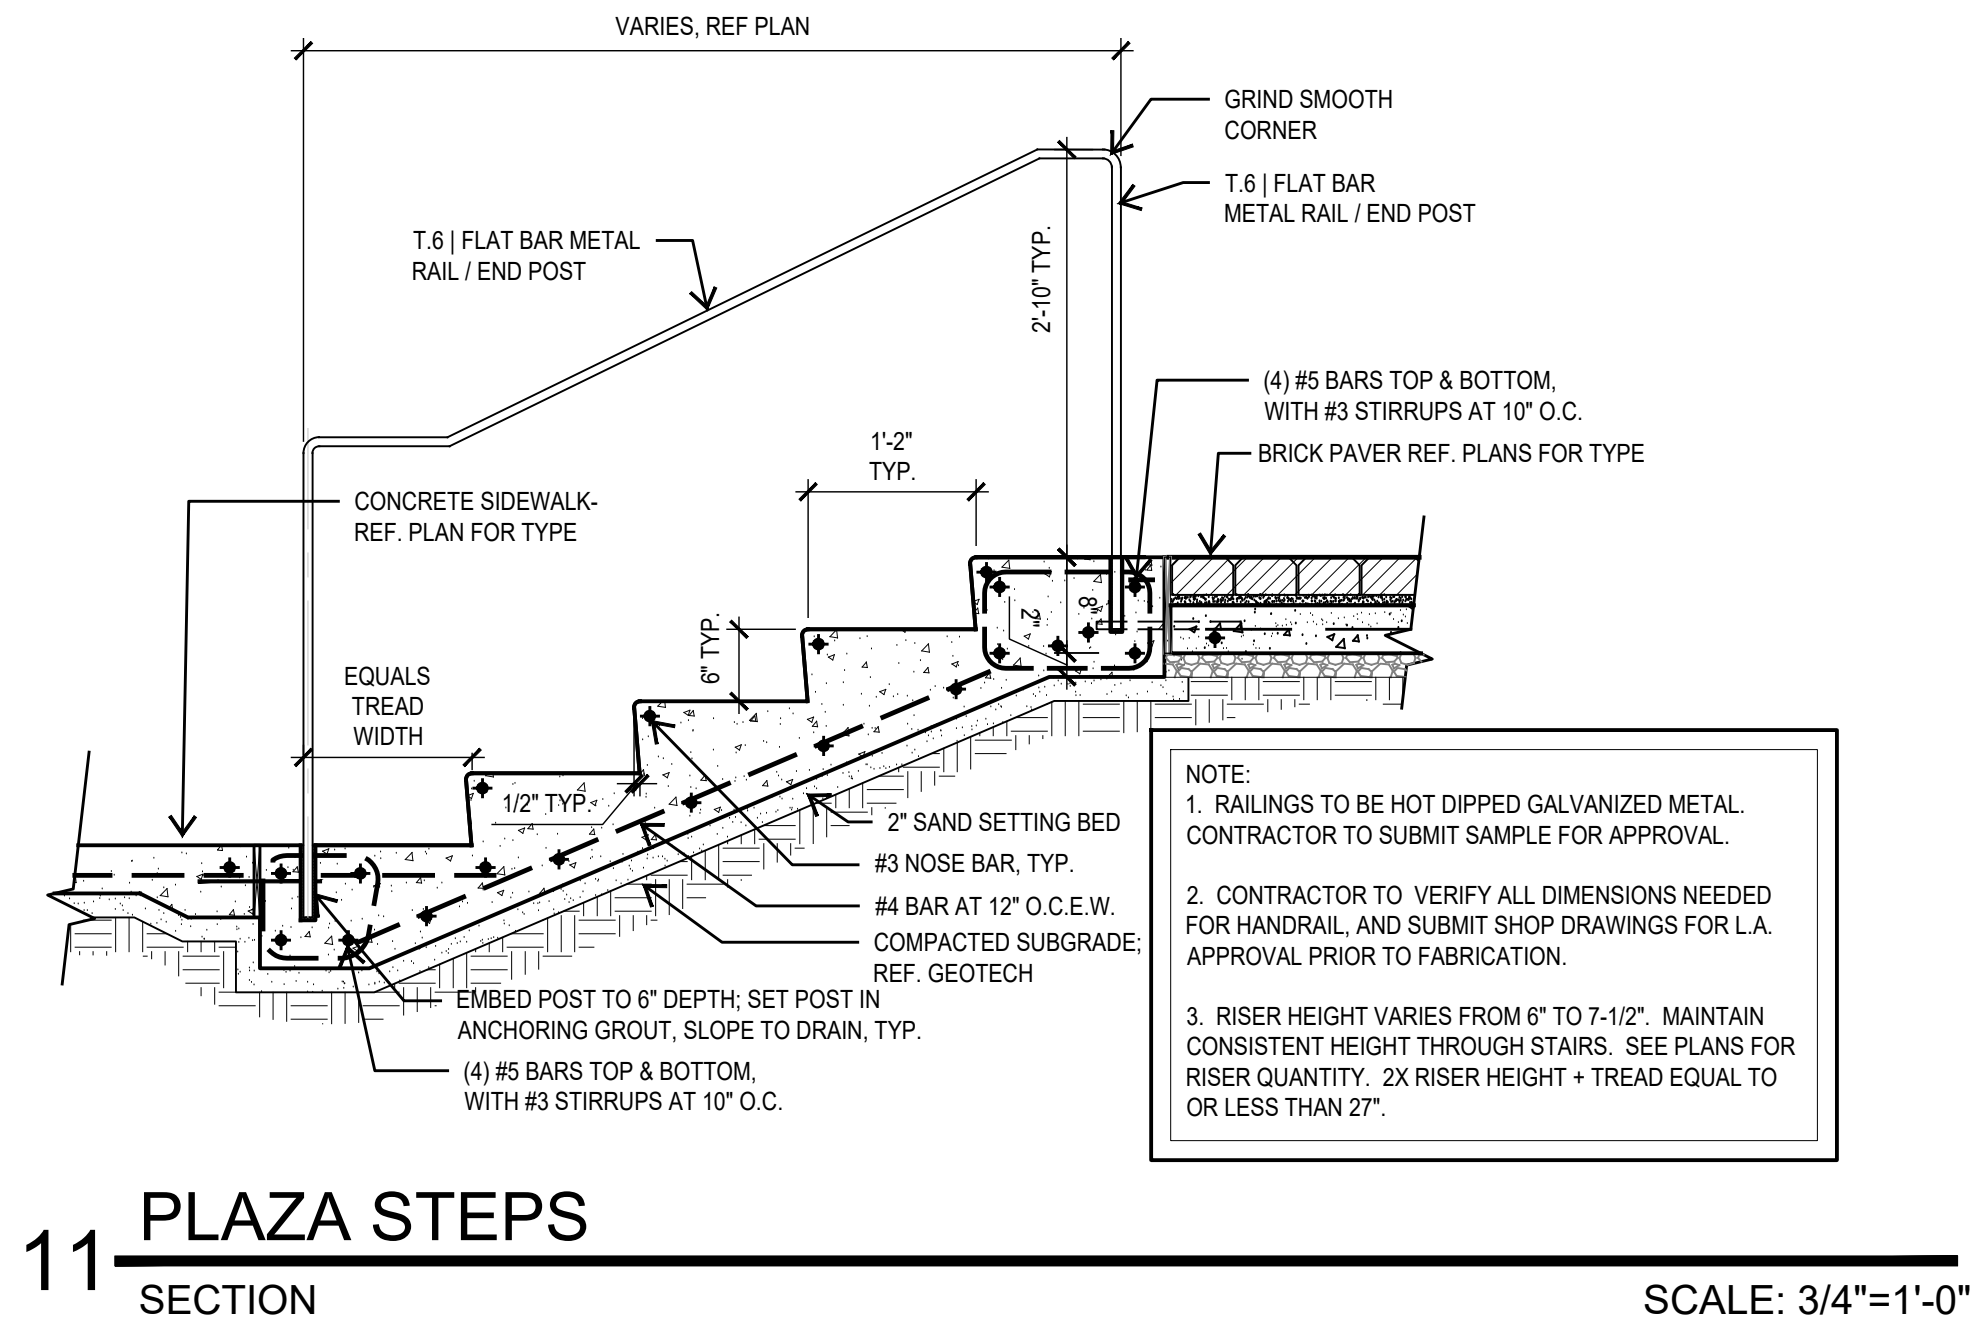 VARIES, REF PLAN
GRIND SMOOTH
CORNER
T.6 | FLAT BAR
METAL RAIL / END POST
T.6 | FLAT BAR METAL
RAIL / END POST
2'-10" TYP.
(4) #5 BARS TOP & BOTTOM,
WITH #3 STIRRUPS AT 10" O.C.
BRICK PAVER REF. PLANS FOR TYPE
1'-2"
TYP.
CONCRETE SIDEWALK-
REF. PLAN FOR TYPE
8"
2"
6" TYP.
EQUALS
TREAD
WIDTH
1/2" TYP.
2" SAND SETTING BED
#3 NOSE BAR, TYP.
#4 BAR AT 12" O.C.E.W.
COMPACTED SUBGRADE;
REF. GEOTECH
EMBED POST TO 6" DEPTH; SET POST IN
ANCHORING GROUT, SLOPE TO DRAIN, TYP.
(4) #5 BARS TOP & BOTTOM,
WITH #3 STIRRUPS AT 10" O.C.
NOTE:
1. RAILINGS TO BE HOT DIPPED GALVANIZED METAL.
CONTRACTOR TO SUBMIT SAMPLE FOR APPROVAL.
2. CONTRACTOR TO VERIFY ALL DIMENSIONS NEEDED
FOR HANDRAIL, AND SUBMIT SHOP DRAWINGS FOR L.A.
APPROVAL PRIOR TO FABRICATION.
3. RISER HEIGHT VARIES FROM 6" TO 7-1/2". MAINTAIN
CONSISTENT HEIGHT THROUGH STAIRS. SEE PLANS FOR
RISER QUANTITY. 2X RISER HEIGHT + TREAD EQUAL TO
OR LESS THAN 27".
11
PLAZA STEPS
SECTION
SCALE: 3/4"=1'-0"